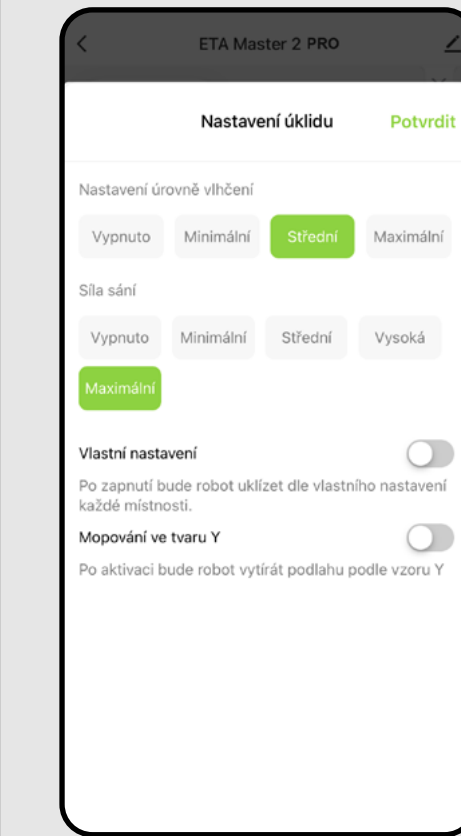 ETA Master 2 PRO
Nastavení úklidu Potvrdit
Nastavení úrovně vlhčení
Vypnuto Minimální Střední Maximální
Síla sání
Vypnuto Minimální Střední Vysoká
Maximální
Vlastní nastavení
Po zapnutí bude robot uklízet dle vlastního nastavení
každé místnosti.
Mopování ve tvaru Y
Po aktivaci bude robot vytírát podlahu podle vzoru Y